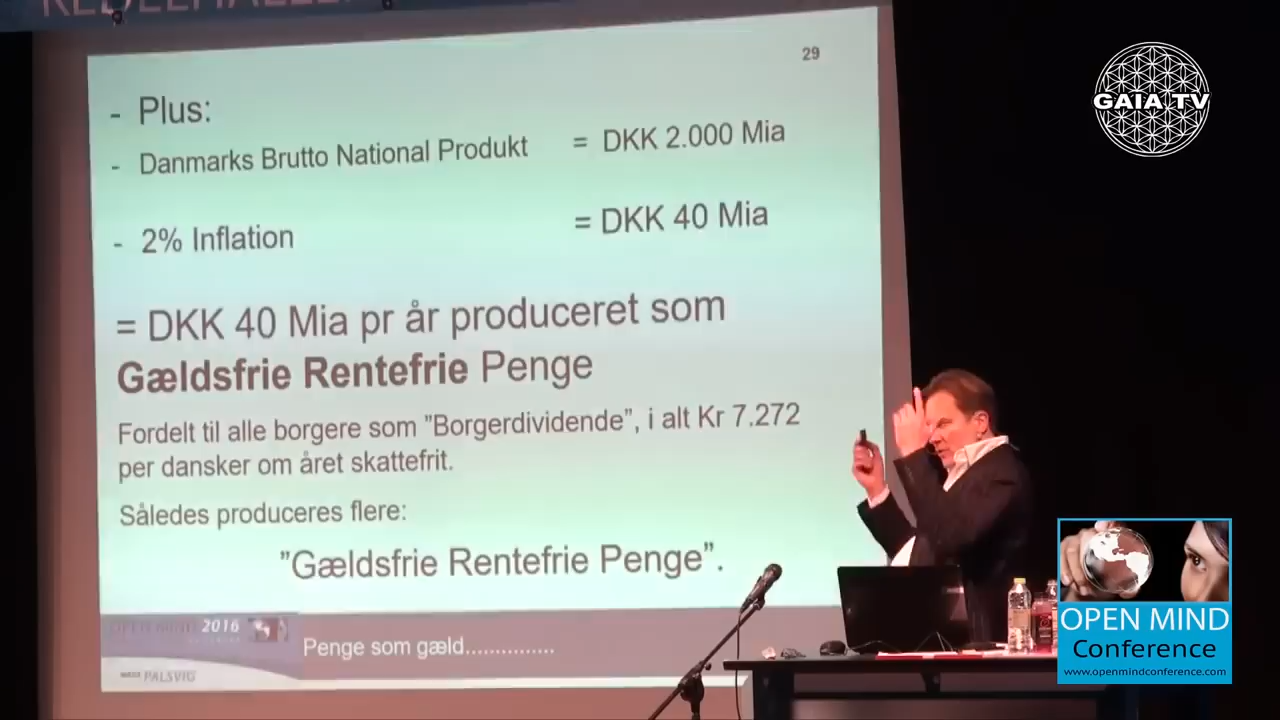 29
- Plus:
- Danmarks Brutto National Produkt = DKK 2.000 Mia
- 2% Inflation = DKK 40 Mia
= DKK 40 Mia pr år produceret som
Gældsfrie Rentefrie Penge
Fordelt til alle borgere som ”Borgerdividende”, i alt Kr 7.272
per dansker om året skattefrit.
Således produceres flere:
”Gældsfrie Rentefrie Penge”.
OPEN MIND 2016
Penge som gæld...............
PALSVIG
GAIA TV
OPEN MIND
Conference
www.openmindconference.com